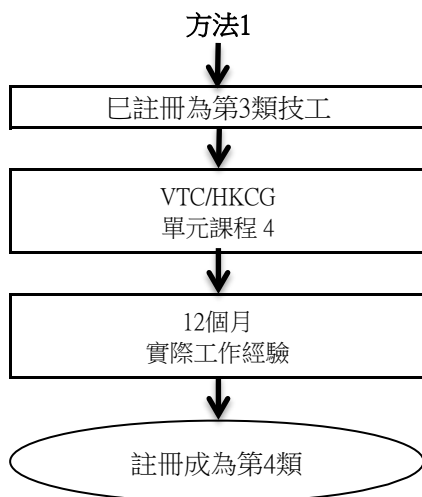 方法1
巳註冊為第3類技工
VTC/HKCG
單元課程 4
12個月
實際工作經驗
註冊成為第4類